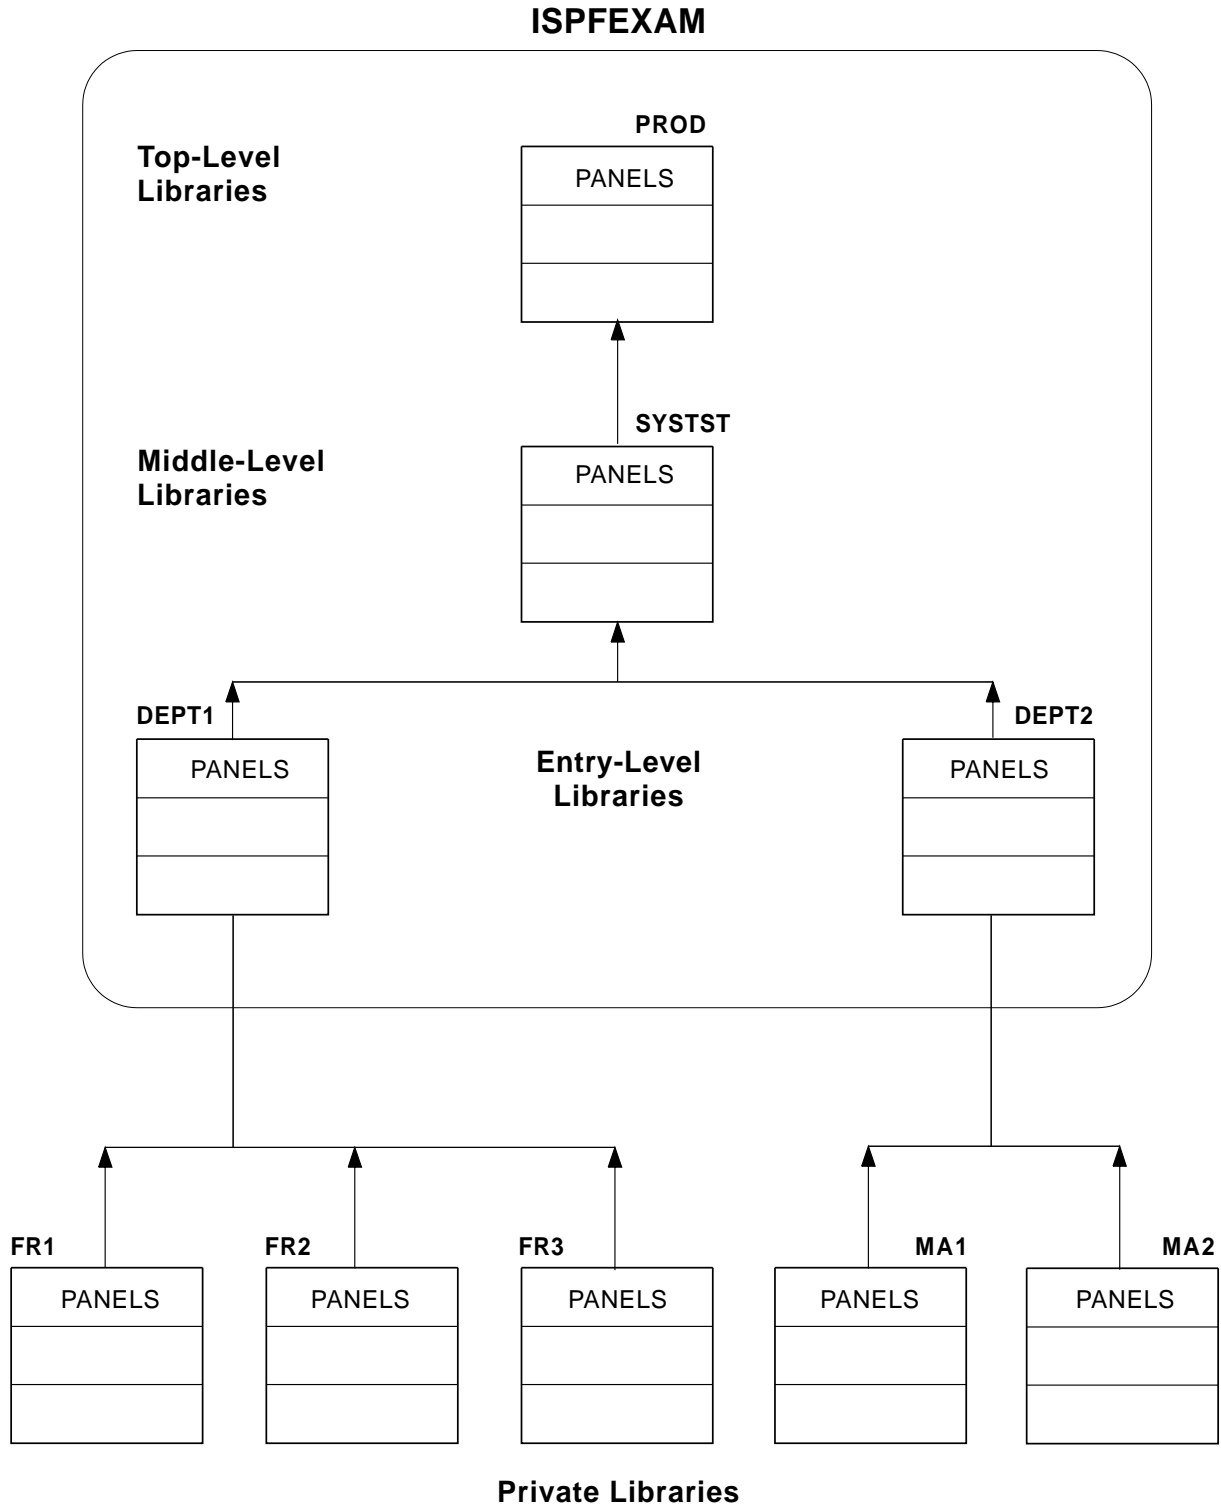 ISPFEXAM
PROD
Top-Level
Libraries
PANELS
SYSTST
Middle-Level
Libraries
PANELS
DEPT1
DEPT2
PANELS
Entry-Level
Libraries
PANELS
FR1
FR2
FR3
MA1
MA2
PANELS
PANELS
PANELS
PANELS
PANELS
Private Libraries